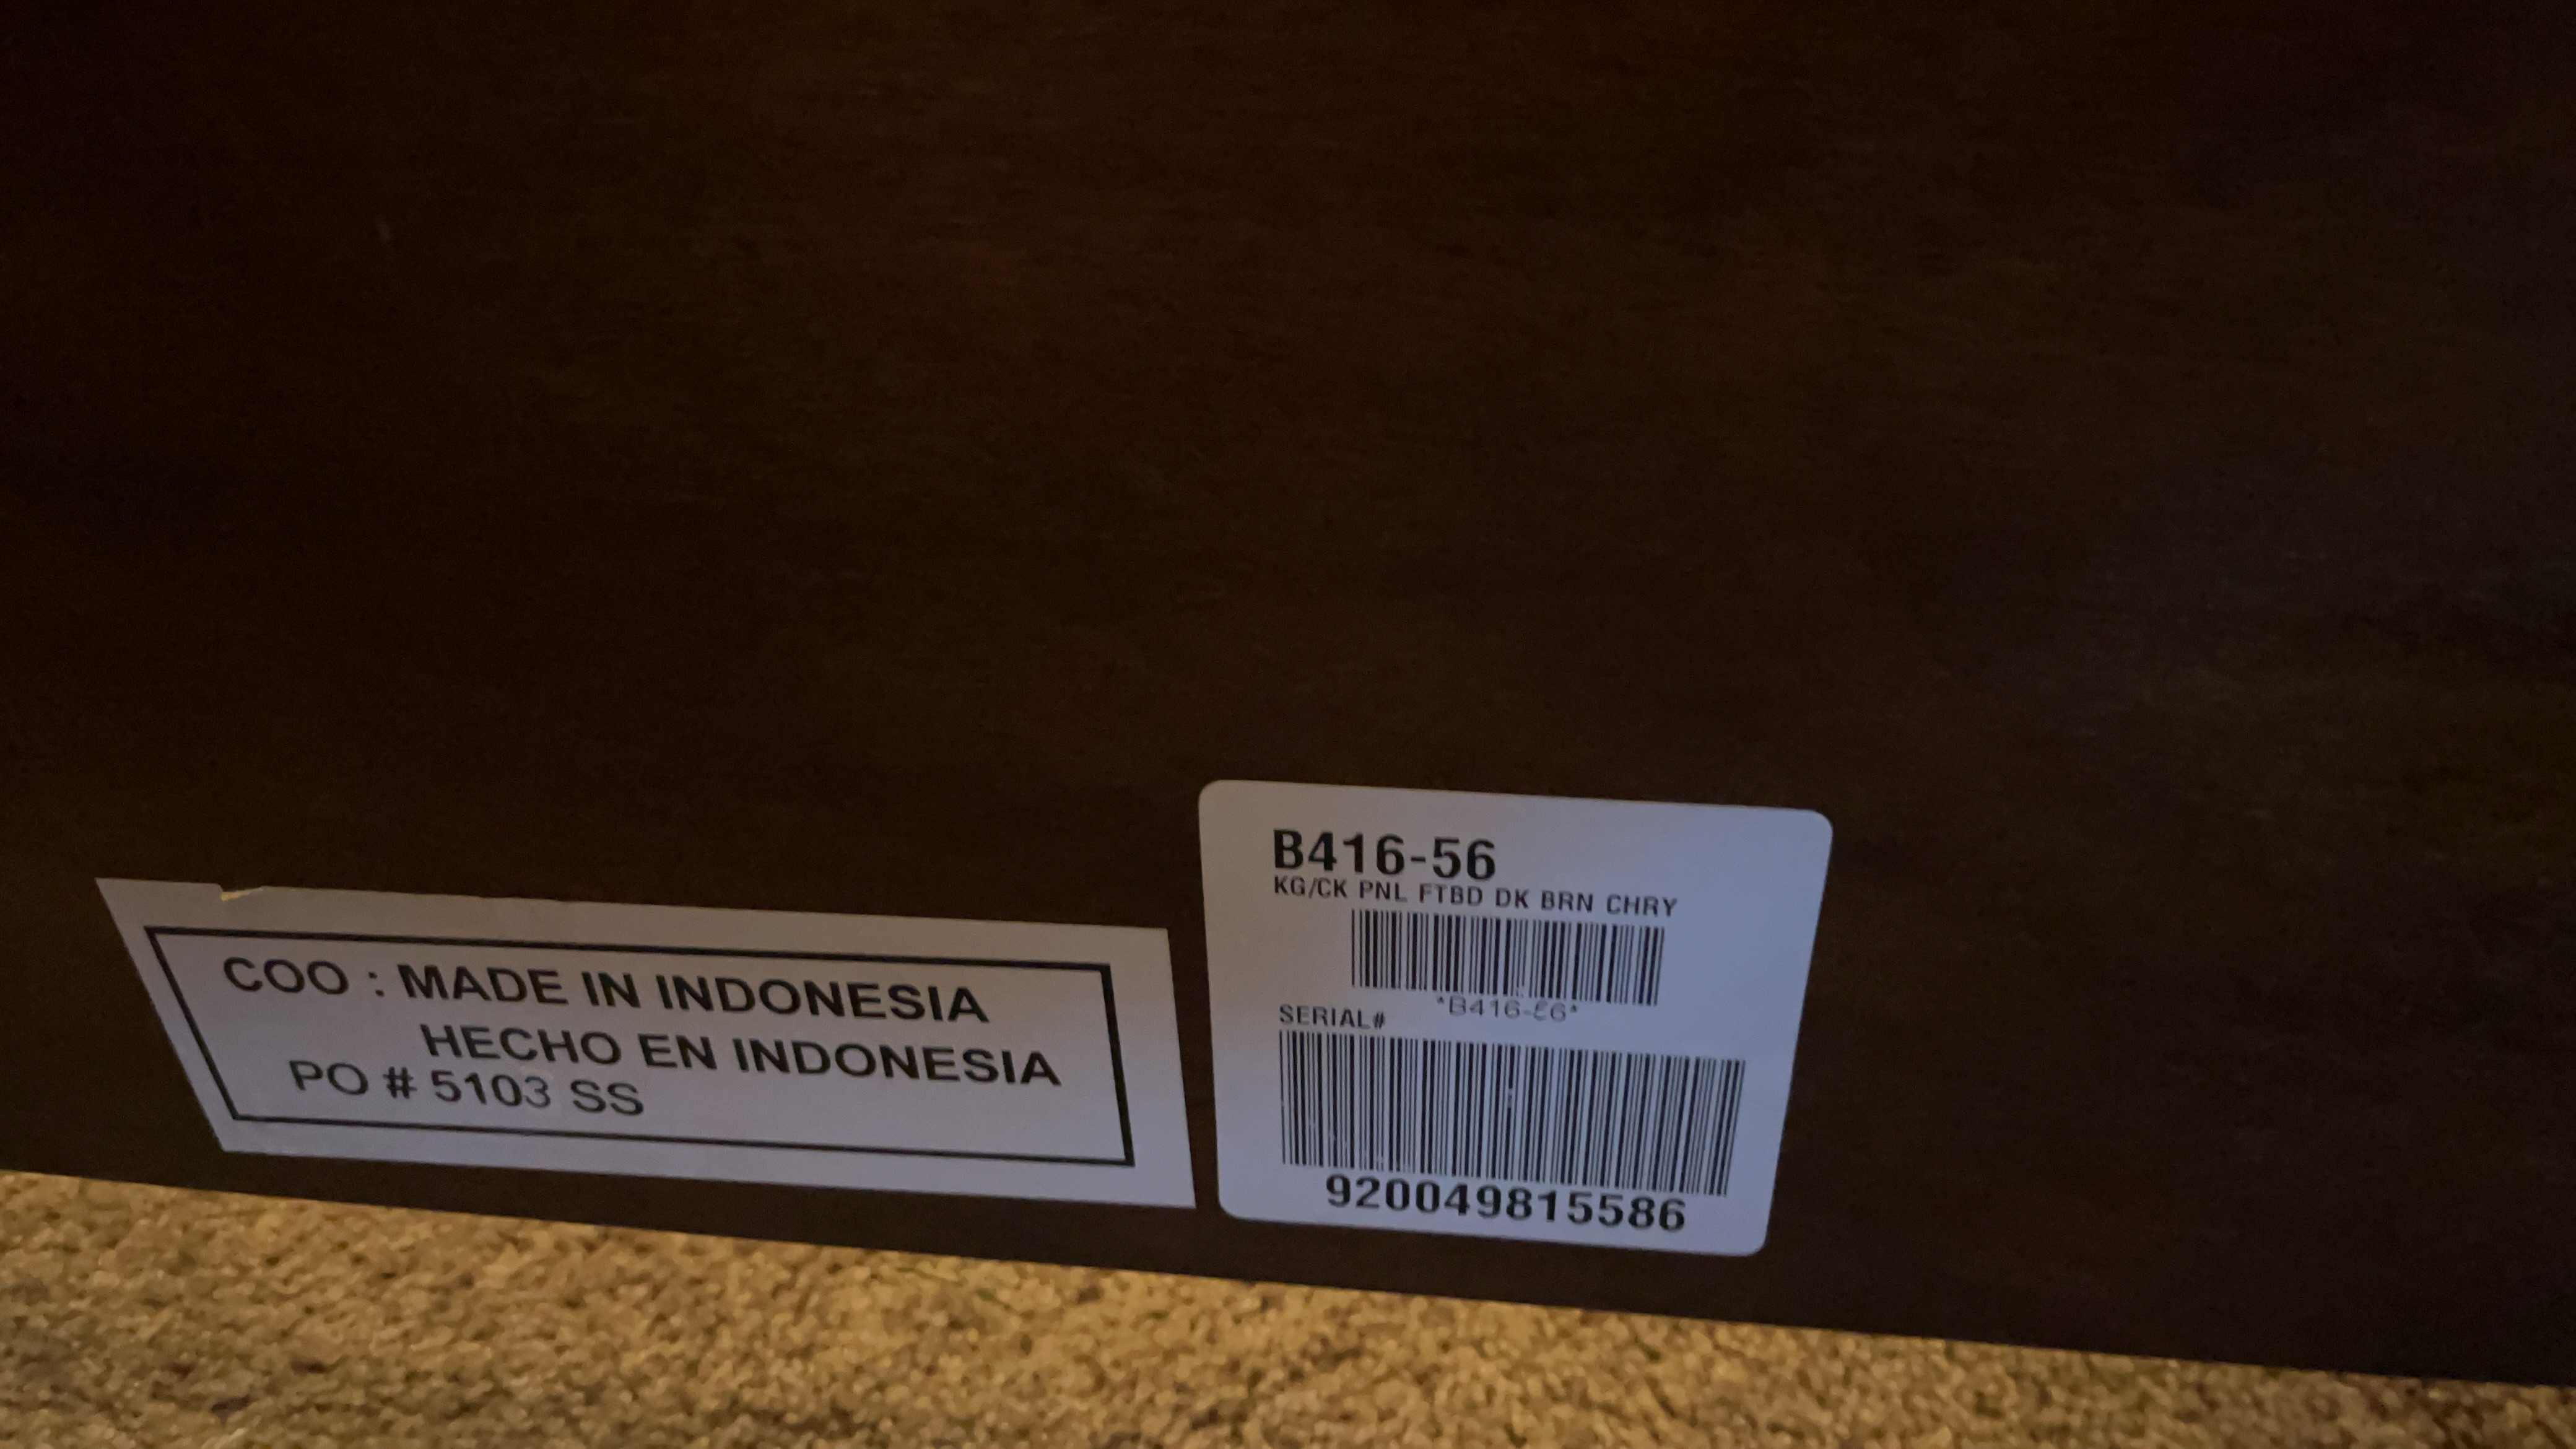 COO : MADE IN INDONESIA
HECHO EN INDONESIA
PO # 5103 SS
B416-56
KG/CK PNL FTBD DK BRN CHRY
*B416-56*
SERIAL#
920049815586